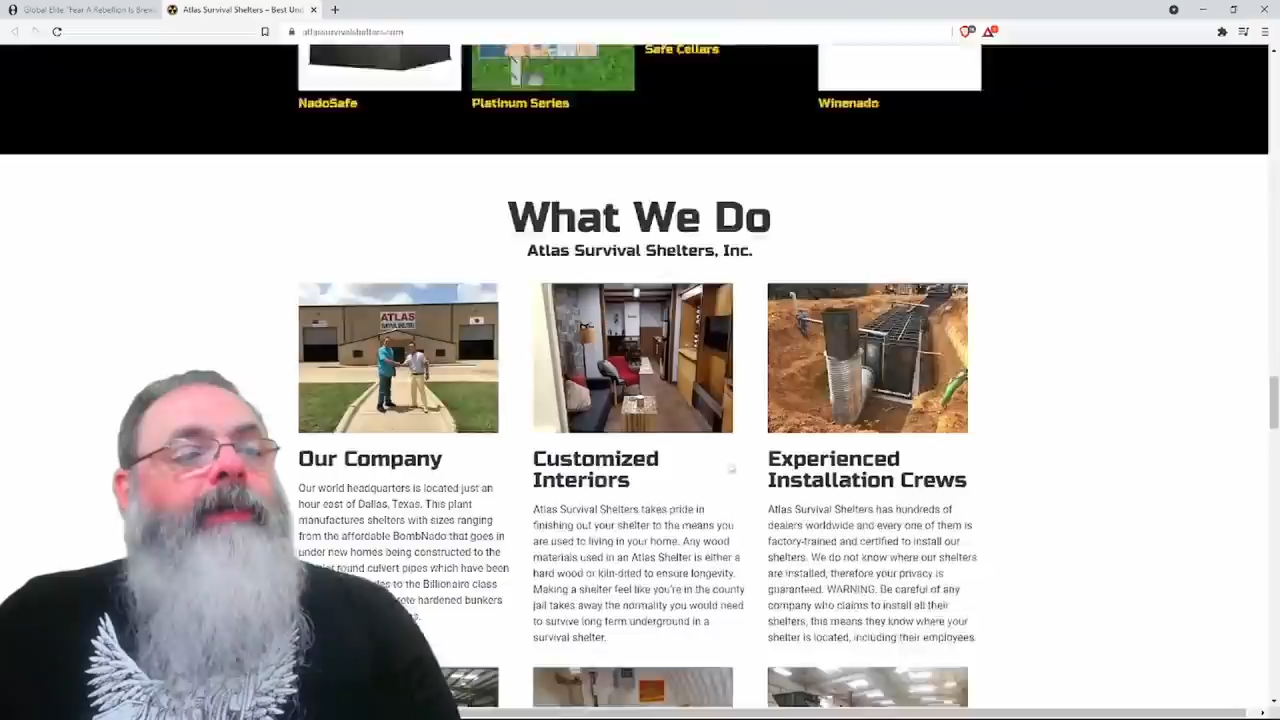 Global Elite "Fear A Rebellion Is Brewi
Atlas Survival Shelters – Best Und
atlassurvivalshelters.com
Safe Cellars
NadoSafe
Platinum Series
Winenado
What We Do
Atlas Survival Shelters, Inc.
ATLAS
SURVIVAL SHELTERS
Our Company
Our world headquarters is located just an
hour east of Dallas, Texas. This plant
manufactures shelters with sizes ranging
from the affordable BombNado that goes in
under new homes being constructed to the
round culvert pipes which have been
to the Billionaire class
hardened bunkers
Customized
Interiors
Atlas Survival Shelters takes pride in
finishing out your shelter to the means you
are used to living in your home. Any wood
materials used in an Atlas Shelter is either a
hard wood or kiln-dried to ensure longevity.
Making a shelter feel like you're in the county
jail takes away the normality you would need
to survive long term underground in a
survival shelter.
Experienced
Installation Crews
Atlas Survival Shelters has hundreds of
dealers worldwide and every one of them is
factory-trained and certified to install our
shelters. We do not know where our shelters
are installed, therefore your privacy is
guaranteed. WARNING. Be careful of any
company who claims to install all their
shelters, this means they know where your
shelter is located, including their employees.